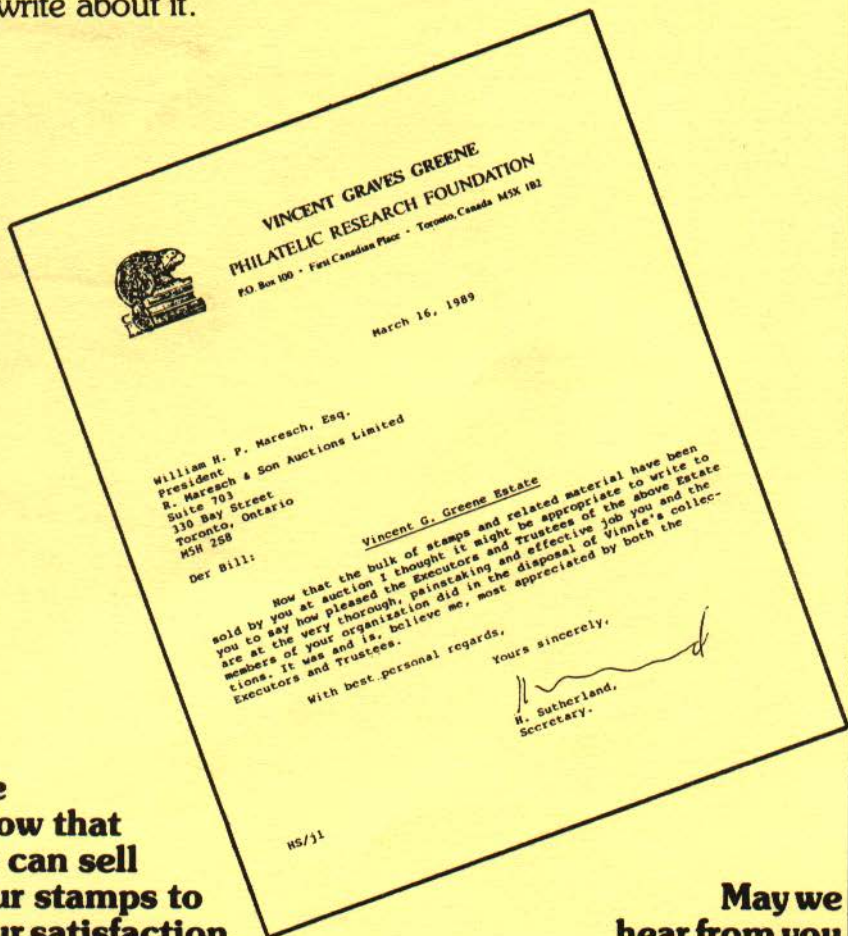 write about it.
VINCENT GRAVES GREENE
PHILATELIC RESEARCH FOUNDATION
P.O. Box 100 · First Canadian Place · Toronto, Canada M5X 1B2
March 16, 1989
William H. P. Maresch, Esq.
President
R. Maresch & Son Auctions Limited
Suite 703
330 Bay Street
Toronto, Ontario
M5H 2S8
Der Bill:
Vincent G. Greene Estate
Now that the bulk of stamps and related material have been
sold by you at auction I thought it might be appropriate to write to
you to say how pleased the Executors and Trustees of the above Estate
are at the very thorough, painstaking and effective job you and the
members of your organization did in the disposal of Vinnie's collec-
tions. It was and is, believe me, most appreciated by both the
Executors and Trustees.
With best personal regards,
Yours sincerely,
H. Sutherland,
Secretary.
HS/jl
ow that
can sell
ur stamps to
ur satisfaction
May we
hear from you